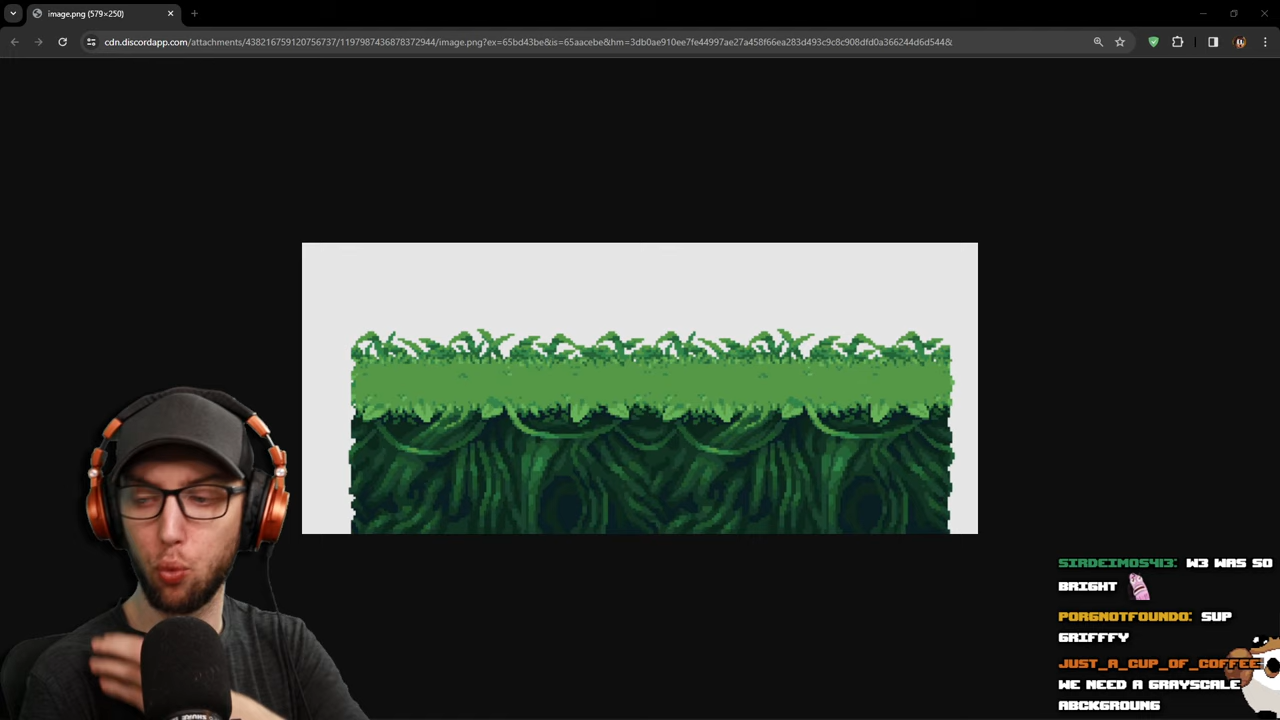 image.png (579×250)
cdn.discordapp.com/attachments/438216759120756737/1197987436878372944/image.png?ex=65bd43be&is=65aacebe&hm=3db0ae910ee7fe44997ae27a458f66ea283d493c9c8c908dfd0a366244d6d544&
SIRDEIMOS413: W3 WAS SO
BRIGHT
PORGNOTFOUND0: SUP
GRIFFFY
JUST_A_CUP_OF_COFFEE
WE NEED A GRAYSCALE
ABCKGROUNG